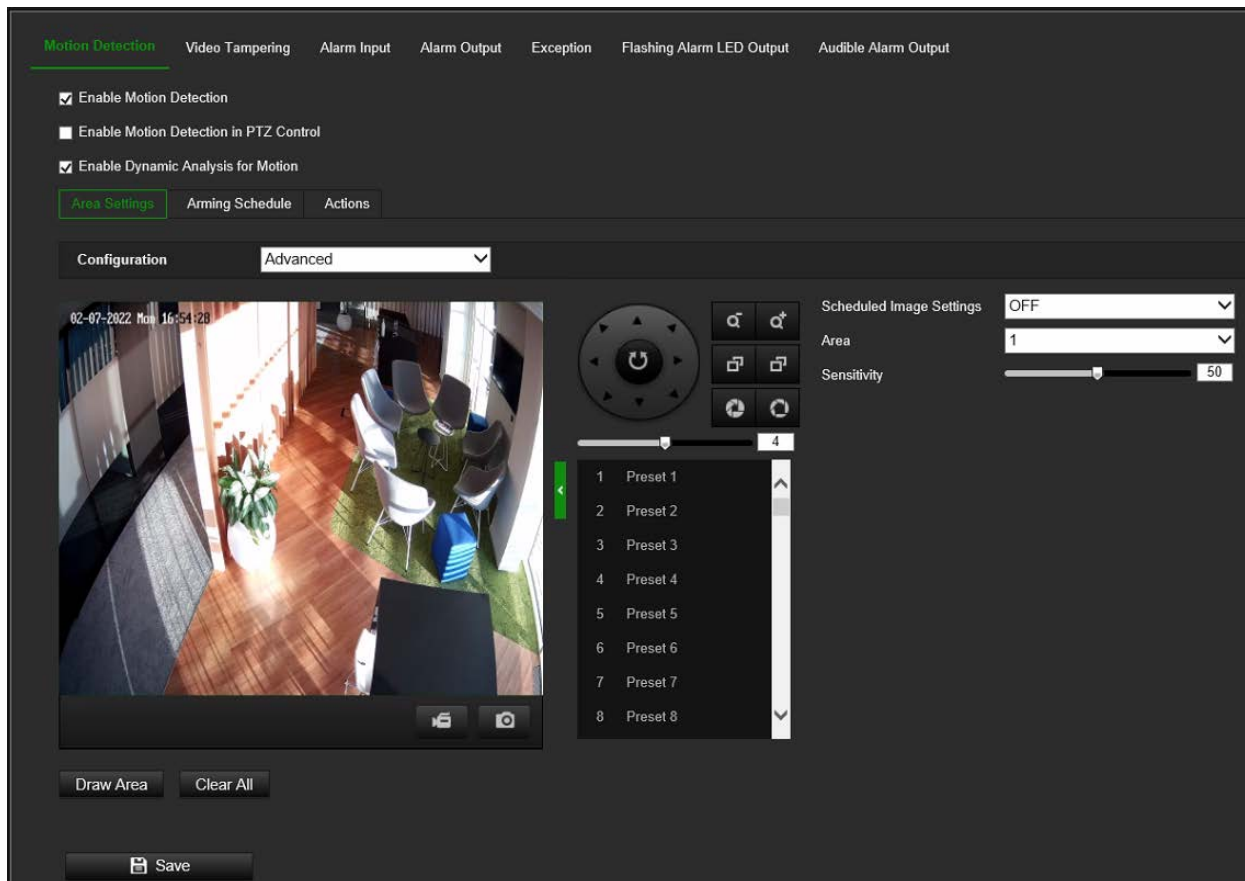 Motion Detection Video Tampering Alarm Input Alarm Output Exception Flashing Alarm LED Output Audible Alarm Output
Enable Motion Detection
Enable Motion Detection in PTZ Control
Enable Dynamic Analysis for Motion
Area Settings Arming Schedule Actions
Configuration Advanced
02-07-2022 Mon 16:54:28
4
1 Preset 1
2 Preset 2
3 Preset 3
4 Preset 4
5 Preset 5
6 Preset 6
7 Preset 7
8 Preset 8
Scheduled Image Settings OFF
Area 1
Sensitivity 50
Draw Area Clear All
Save